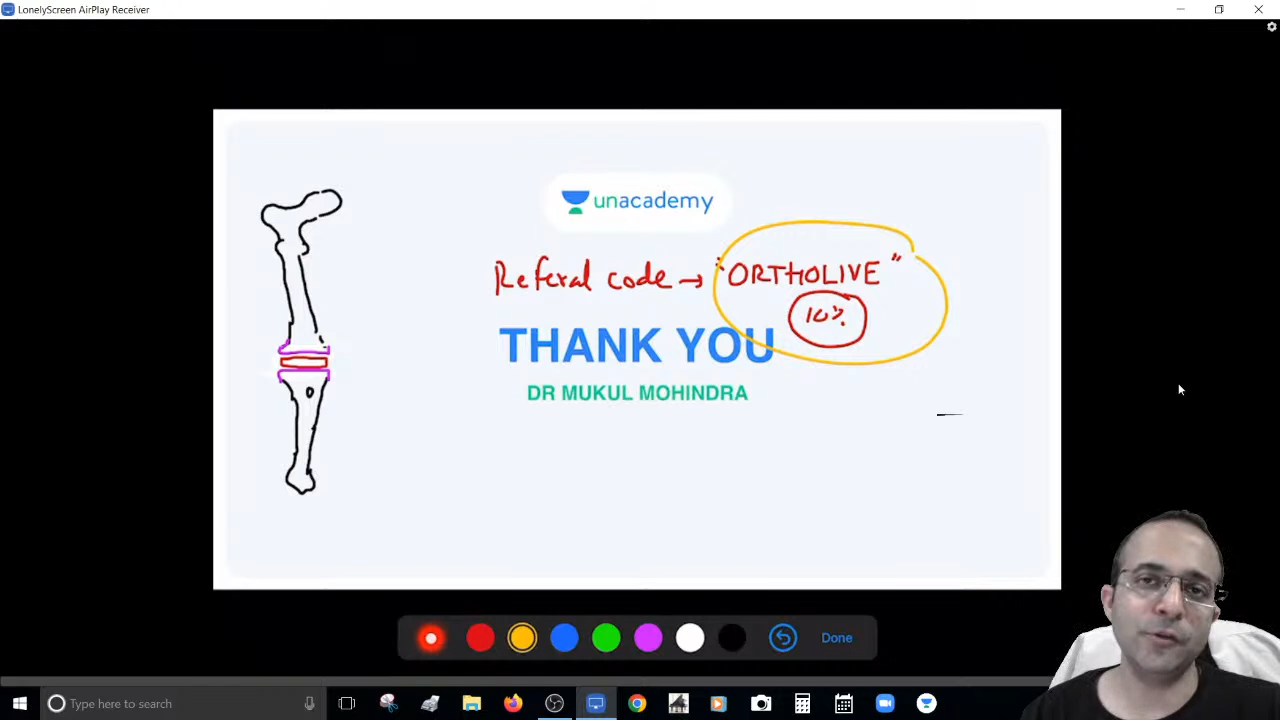 LonelyScreen AirPlay Receiver
unacademy
Referal code → "ORTHOLIVE"
10%
THANK YOU
DR MUKUL MOHINDRA
Done
Type here to search